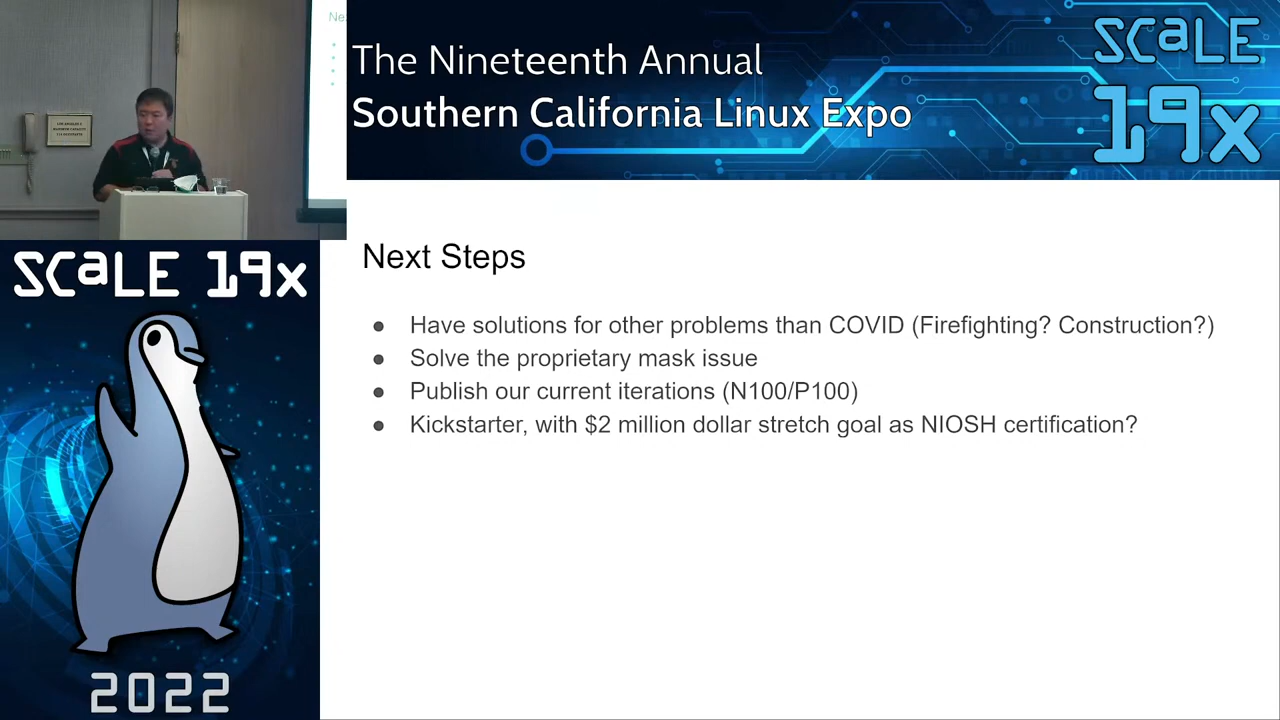 The Nineteenth Annual
Southern California Linux Expo
SCaLE
19x
SCaLE 19x
2022
Next Steps
● Have solutions for other problems than COVID (Firefighting? Construction?)
● Solve the proprietary mask issue
● Publish our current iterations (N100/P100)
● Kickstarter, with $2 million dollar stretch goal as NIOSH certification?